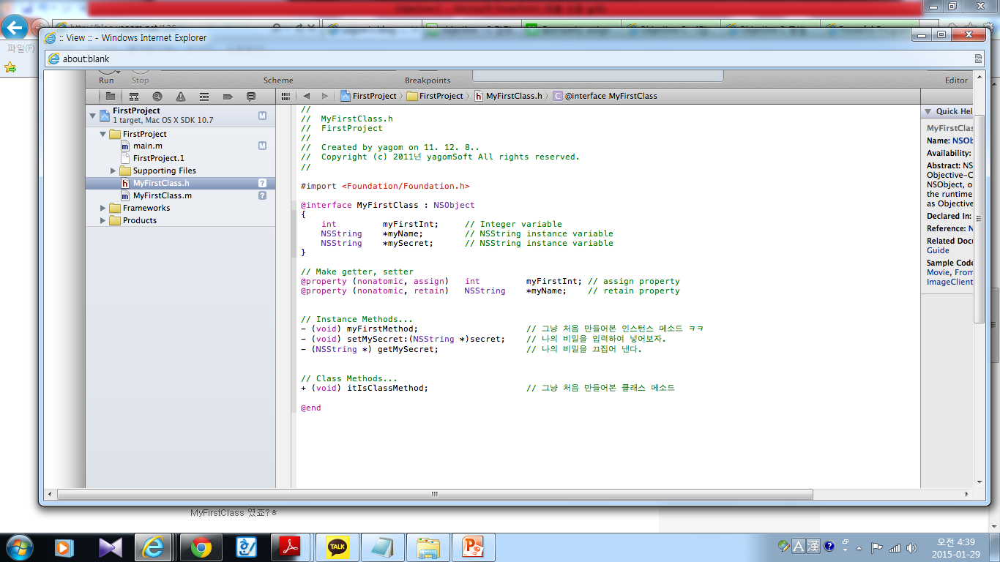 :: View :: - Windows Internet Explorer
파일(F)
about:blank
Run
Stop
Scheme
Breakpoints
Editor
FirstProject
FirstProject
MyFirstClass.h
C
@interface MyFirstClass
FirstProject
1 target, Mac OS X SDK 10.7
M
FirstProject
main.m
M
FirstProject.1
Supporting Files
MyFirstClass.h
?
MyFirstClass.m
?
Frameworks
Products
//
// MyFirstClass.h
// FirstProject
//
// Created by yagom on 11. 12. 8..
// Copyright (c) 2011년 yagomSoft All rights reserved.
//
#import <Foundation/Foundation.h>
@interface MyFirstClass : NSObject
{
int myFirstInt; // Integer variable
NSString *myName; // NSString instance variable
NSString *mySecret; // NSString instance variable
}
// Make getter, setter
@property (nonatomic, assign) int myFirstInt; // assign property
@property (nonatomic, retain) NSString *myName; // retain property
// Instance Methods...
- (void) myFirstMethod; // 그냥 처음 만들어본 인스턴스 메소드 ㅋㅋ
- (void) setMySecret:(NSString *)secret; // 나의 비밀을 입력하여 넣어보자.
- (NSString *) getMySecret; // 나의 비밀을 끄집어 낸다.
// Class Methods...
+ (void) itIsClassMethod; // 그냥 처음 만들어본 클래스 메소드
@end
Quick Hel
MyFirstClas
Name: NSOb
Availability:
Abstract: NS
Objective-C
NSObject, o
the runtime
as Objective
Declared In:
Reference: N
Related Docu
Guide
Sample Code
Movie, From
ImageClient
MyFirstClass 였죠?ㅎ
TALK
A 漢
오전 4:39
2015-01-29